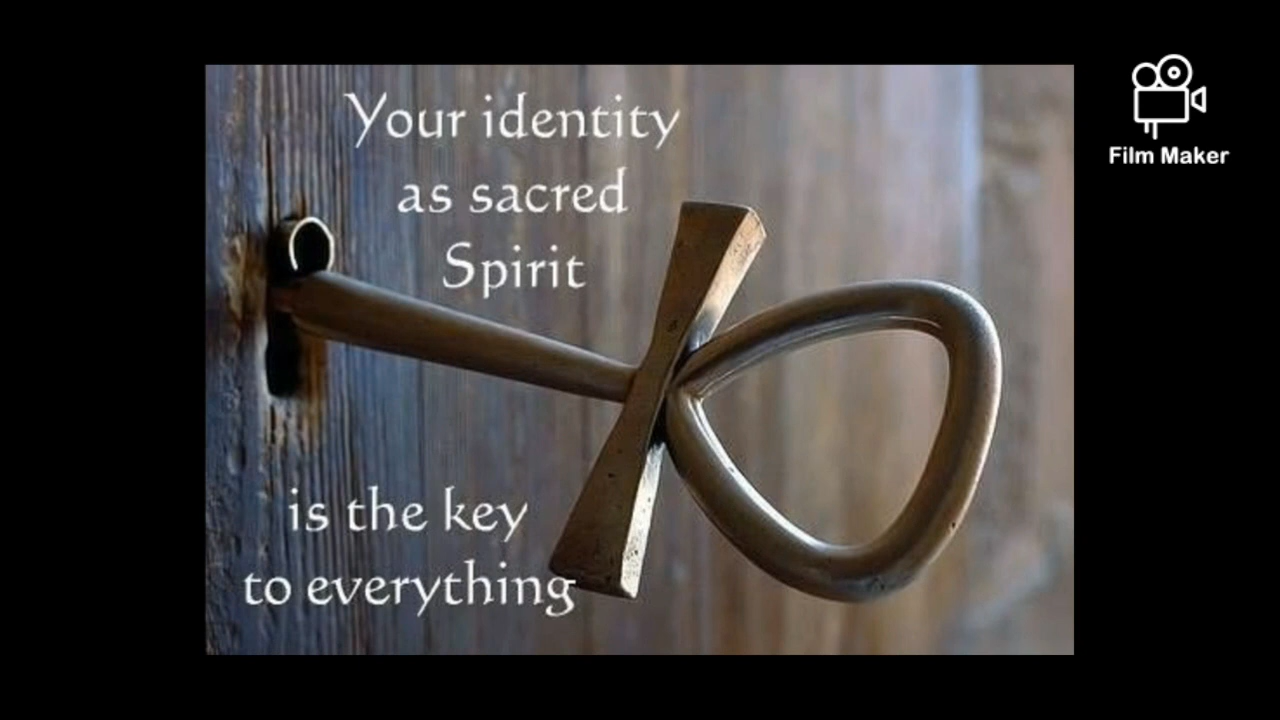 Your identity
as sacred
Spirit
is the key
to everything
Film Maker